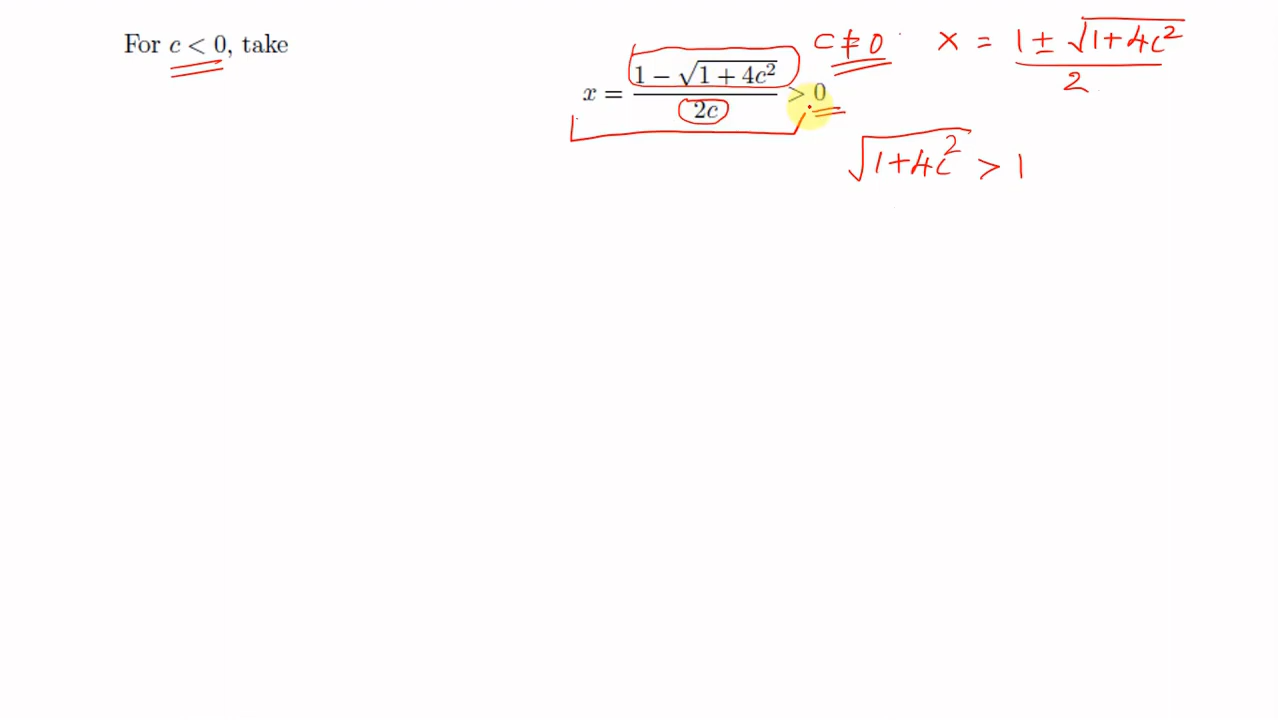 For c < 0, take
x = (1 − √(1 + 4c²)) / 2c > 0
c ≠ 0
x = (1 ± √(1 + 4c²)) / 2
√(1 + 4c²) > 1